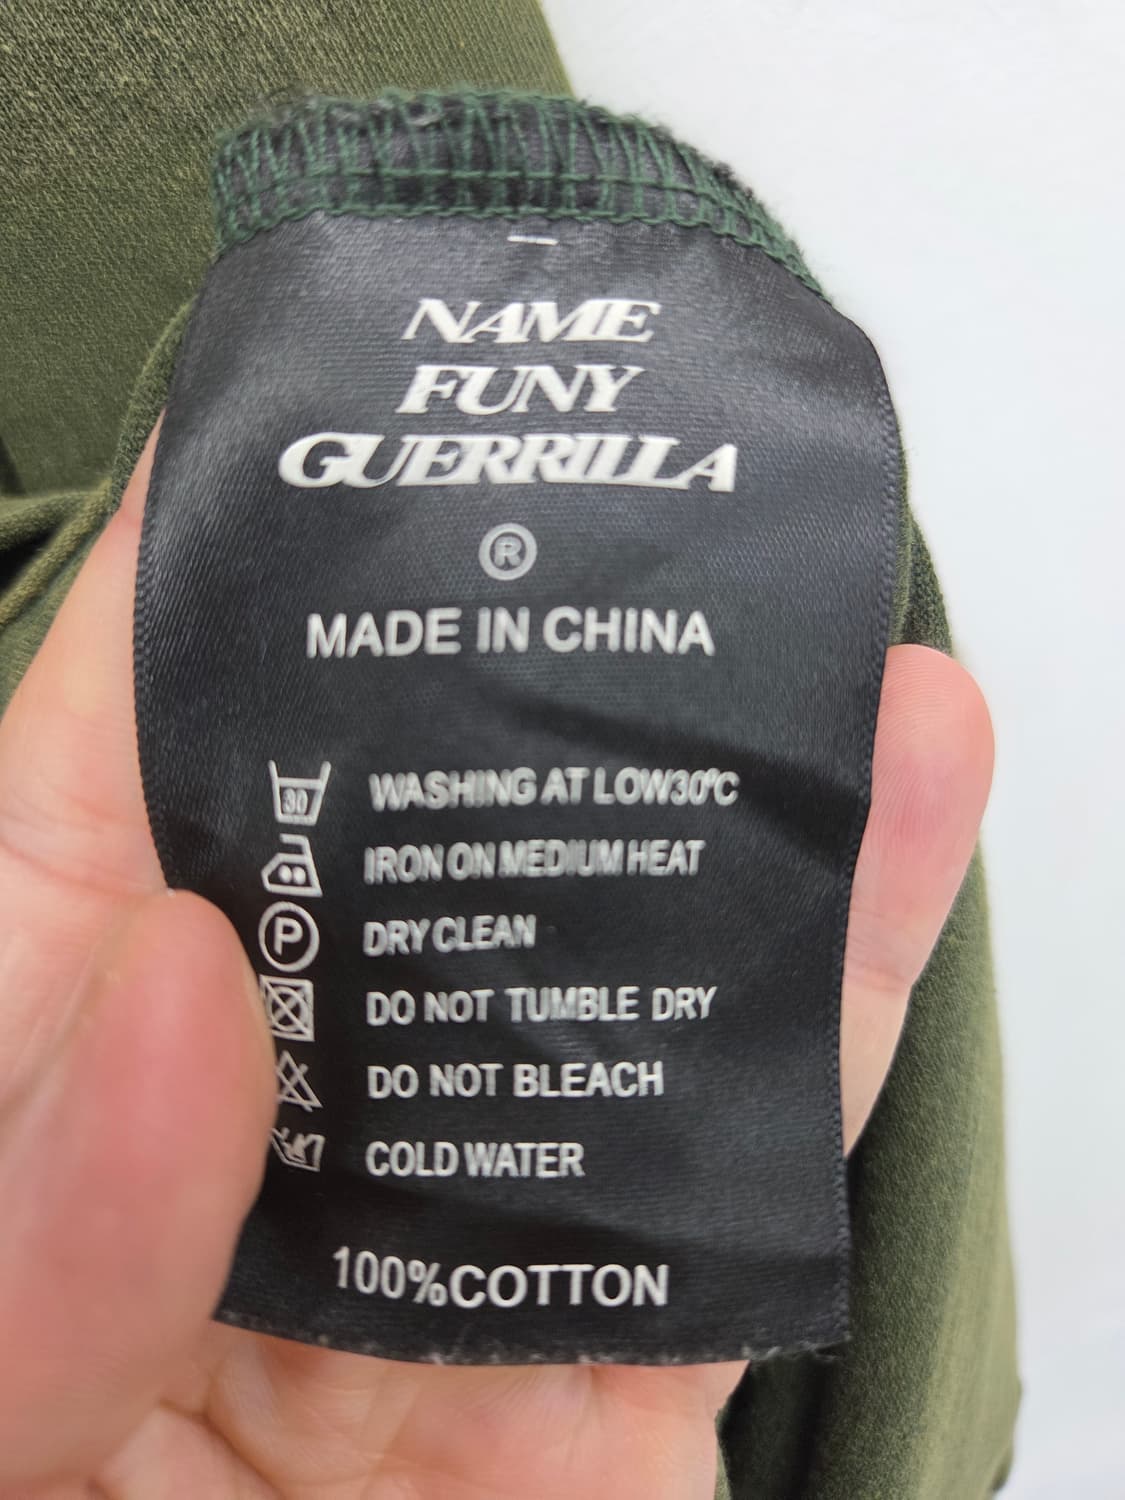 NAME
FUNY
GUERRILLA
®
MADE IN CHINA
30 WASHING AT LOW30°C
IRON ON MEDIUM HEAT
P DRY CLEAN
DO NOT TUMBLE DRY
DO NOT BLEACH
COLD WATER
100%COTTON